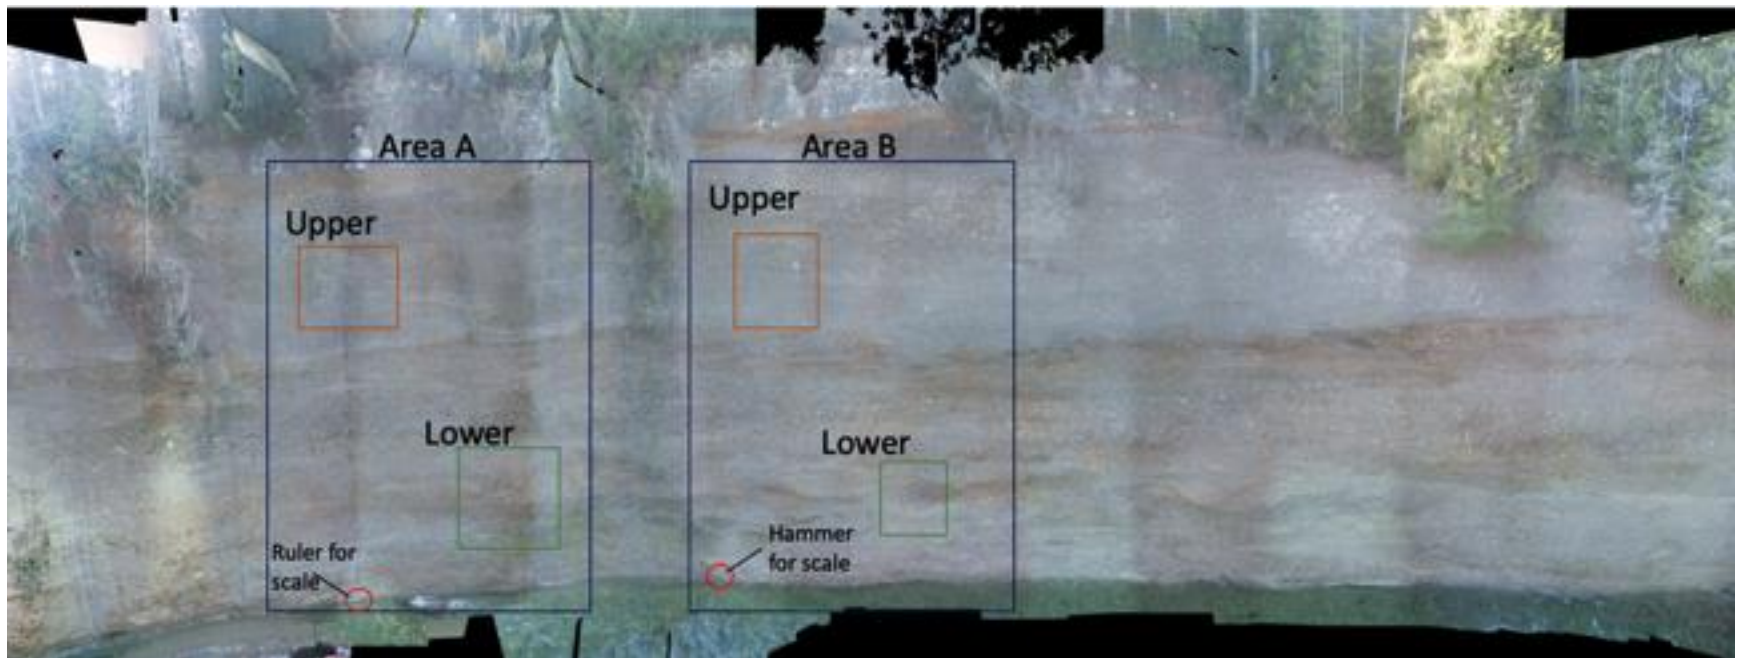 Area A
Area B
Upper
Upper
Lower
Lower
Ruler for
scale
Hammer
for scale